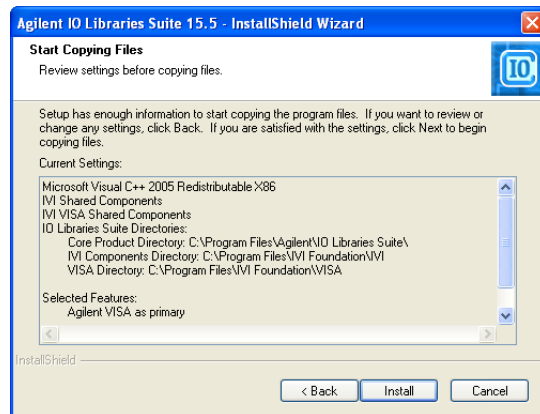 Agilent IO Libraries Suite 15.5 - InstallShield Wizard
Start Copying Files
Review settings before copying files.
IO
Setup has enough information to start copying the program files. If you want to review or
change any settings, click Back. If you are satisfied with the settings, click Next to begin
copying files.
Current Settings:
Microsoft Visual C++ 2005 Redistributable X86
IVI Shared Components
IVI VISA Shared Components
IO Libraries Suite Directories:
Core Product Directory: C:\Program Files\Agilent\IO Libraries Suite\
IVI Components Directory: C:\Program Files\IVI Foundation\IVI
VISA Directory: C:\Program Files\IVI Foundation\VISA
Selected Features:
Agilent VISA as primary
InstallShield
< Back Install Cancel